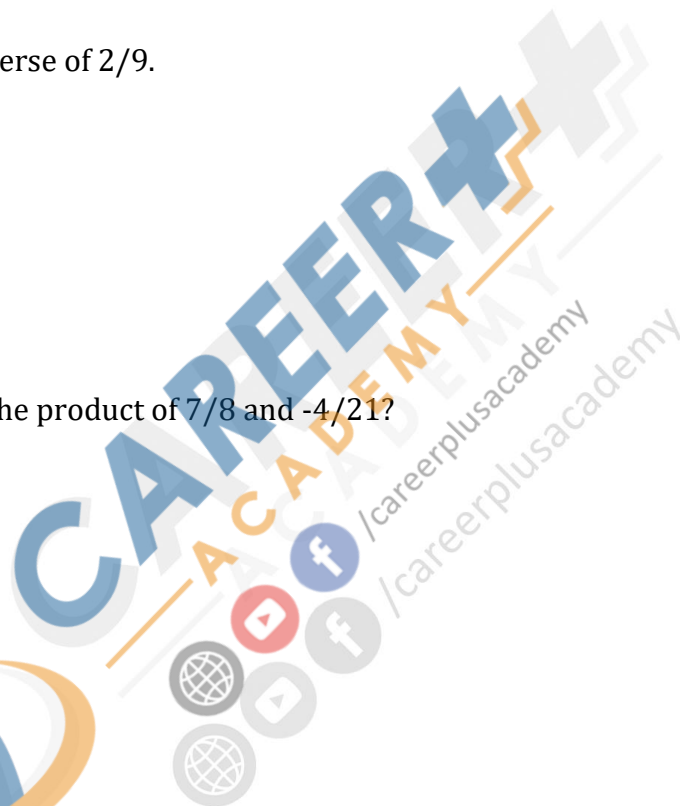 erse of 2/9.
he product of 7/8 and -4/21?
CAREER
ACADEMY
/careerplusacademy
/careerplusacademy